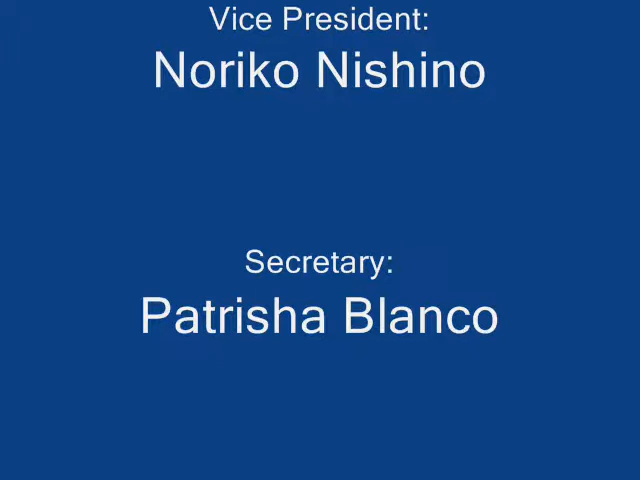 Vice President:
Noriko Nishino
Secretary:
Patrisha Blanco